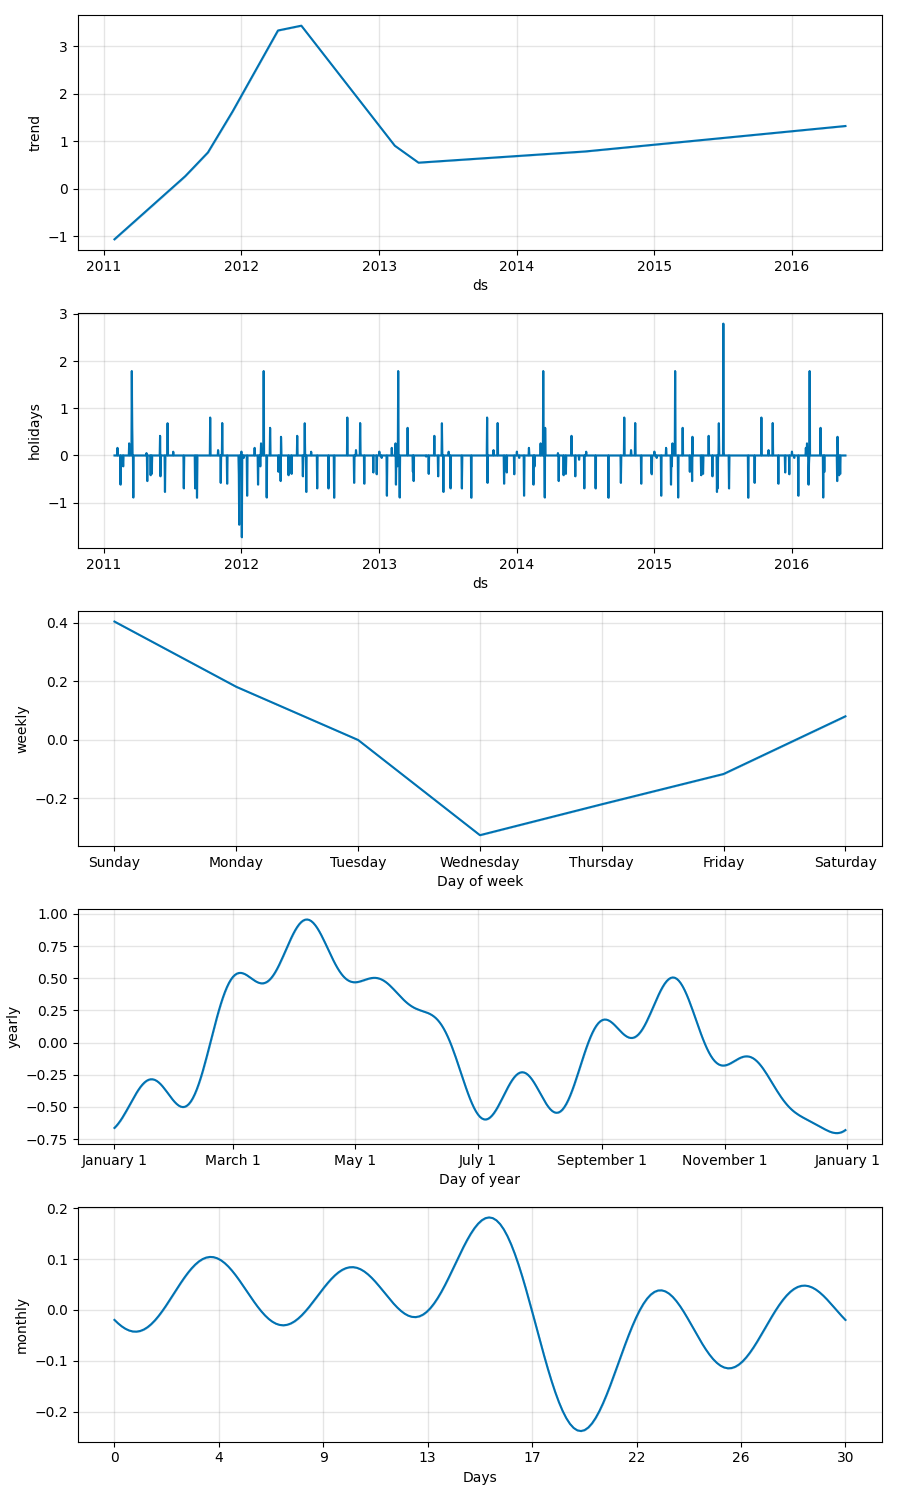 3
2
1
0
−1
trend
2011 2012 2013 2014 2015 2016
ds
3
2
1
0
−1
holidays
2011 2012 2013 2014 2015 2016
ds
0.4
0.2
0.0
−0.2
weekly
Sunday Monday Tuesday Wednesday Thursday Friday Saturday
Day of week
1.00
0.75
0.50
0.25
0.00
−0.25
−0.50
−0.75
yearly
January 1 March 1 May 1 July 1 September 1 November 1 January 1
Day of year
0.2
0.1
0.0
−0.1
−0.2
monthly
0 4 9 13 17 22 26 30
Days